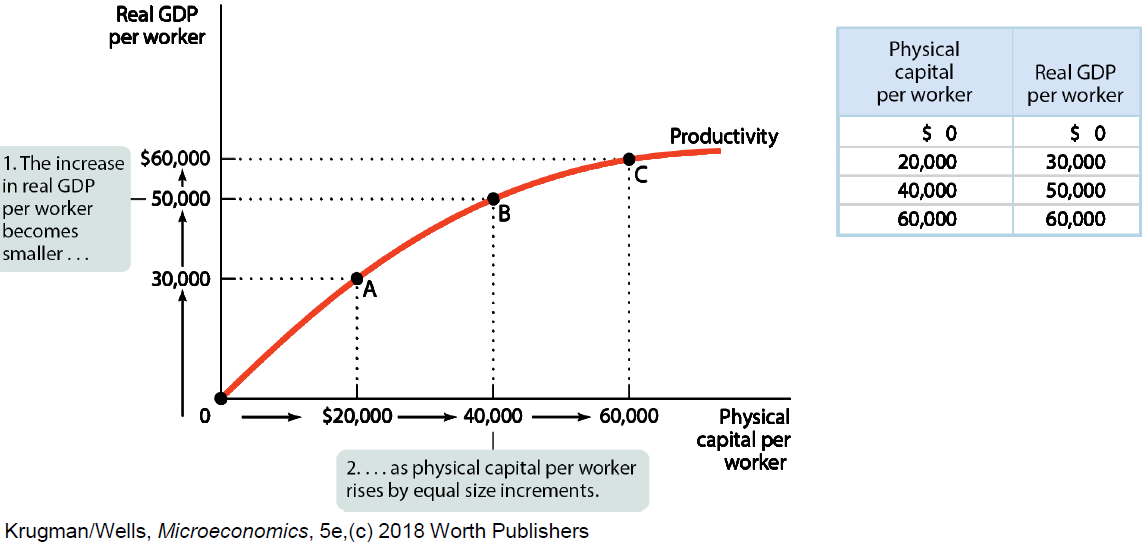 Real GDP
per worker
1. The increase
in real GDP
per worker
becomes
smaller . . .
$60,000
50,000
30,000
Productivity
A
B
C
0
$20,000
40,000
60,000
Physical
capital per
worker
2. . . . as physical capital per worker
rises by equal size increments.
Physical
capital
per worker
Real GDP
per worker
$ 0 $ 0
20,000 30,000
40,000 50,000
60,000 60,000
Krugman/Wells, Microeconomics, 5e,(c) 2018 Worth Publishers